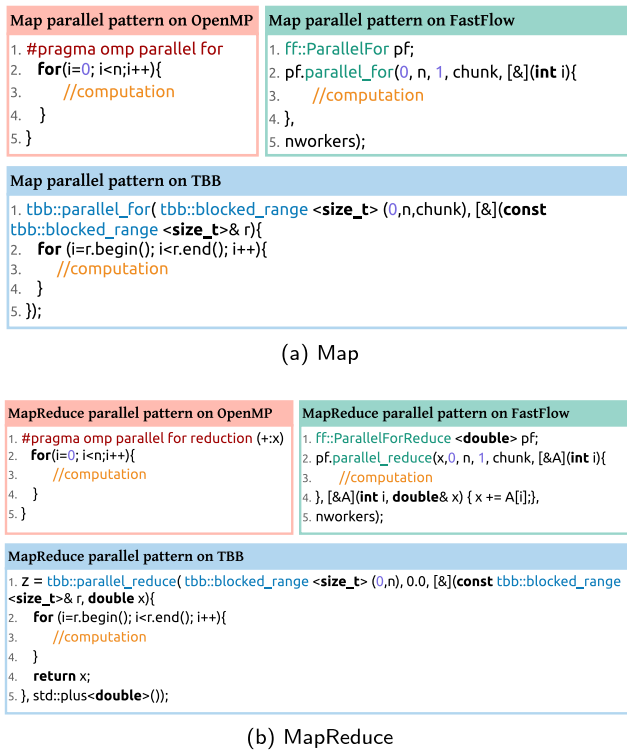 Map parallel pattern on OpenMP
1. #pragma omp parallel for
2. for(i=0; i<n;i++){
3. //computation
4. }
5. }
Map parallel pattern on FastFlow
1. ff::ParallelFor pf;
2. pf.parallel_for(0, n, 1, chunk, [&](int i){
3. //computation
4. },
5. nworkers);
Map parallel pattern on TBB
1. tbb::parallel_for( tbb::blocked_range <size_t> (0,n,chunk), [&](const
tbb::blocked_range <size_t>& r){
2. for (i=r.begin(); i<r.end(); i++){
3. //computation
4. }
5. });
(a) Map
MapReduce parallel pattern on OpenMP
1. #pragma omp parallel for reduction (+:x)
2. for(i=0; i<n;i++){
3. //computation
4. }
5. }
MapReduce parallel pattern on FastFlow
1. ff::ParallelForReduce <double> pf;
2. pf.parallel_reduce(x,0, n, 1, chunk, [&A](int i){
3. //computation
4. }, [&A](int i, double& x) { x += A[i];},
5. nworkers);
MapReduce parallel pattern on TBB
1. z = tbb::parallel_reduce( tbb::blocked_range <size_t> (0,n), 0.0, [&](const tbb::blocked_range
<size_t>& r, double x){
2. for (i=r.begin(); i<r.end(); i++){
3. //computation
4. }
4. return x;
5. }, std::plus<double>());
(b) MapReduce